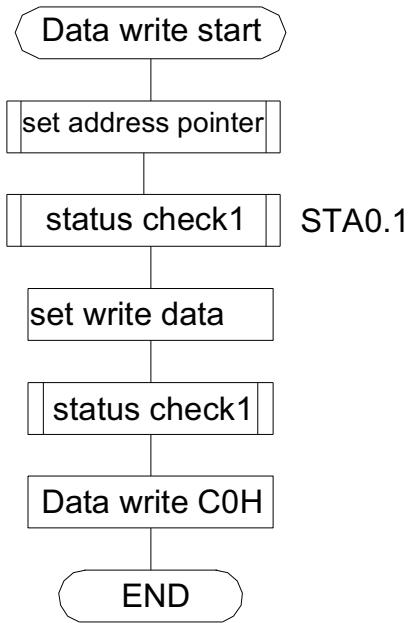 Data write start
set address pointer
status check1 STA0.1
set write data
status check1
Data write C0H
END